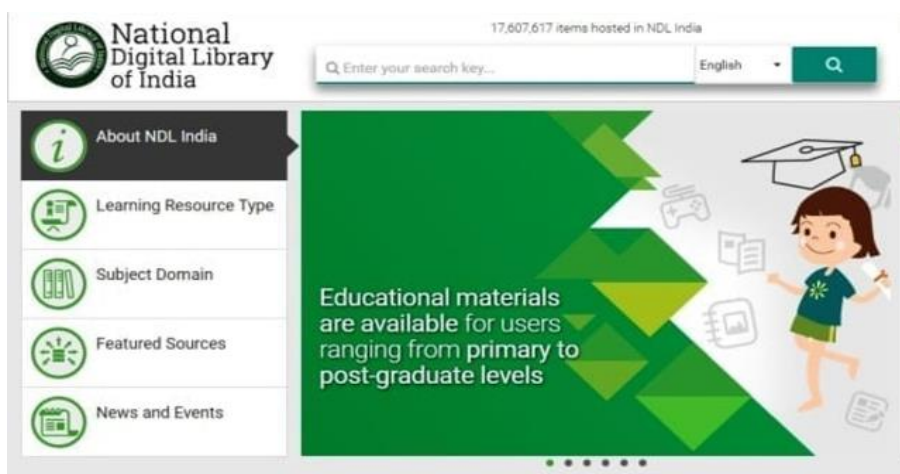 National
Digital Library
of India
17,607,617 items hosted in NDL India
Enter your search key...
English
About NDL India
Learning Resource Type
Subject Domain
Featured Sources
News and Events
Educational materials
are available for users
ranging from primary to
post-graduate levels